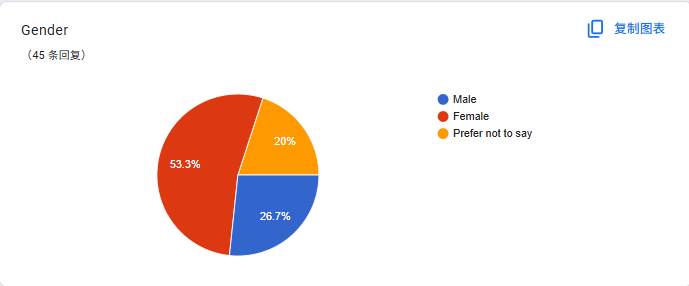 Gender
（45 条回复）
复制图表
Male
Female
Prefer not to say
20%
53.3%
26.7%